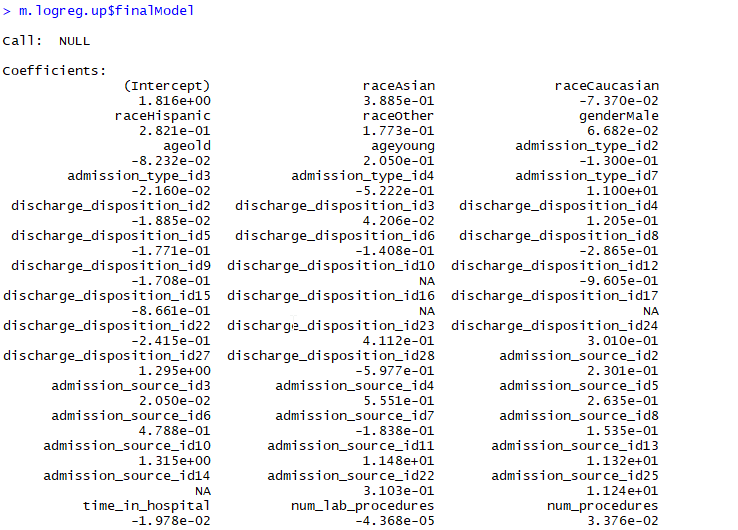 > m.logreg.up$finalModel
Call:  NULL
Coefficients:
(Intercept) raceAsian raceCaucasian
1.816e+00 3.885e-01 -7.370e-02
raceHispanic raceOther genderMale
2.821e-01 1.773e-01 6.682e-02
ageold ageyoung admission_type_id2
-8.232e-02 2.050e-01 -1.300e-01
admission_type_id3 admission_type_id4 admission_type_id7
-2.160e-02 -5.222e-01 1.100e+01
discharge_disposition_id2 discharge_disposition_id3 discharge_disposition_id4
-1.885e-02 4.206e-02 1.205e-01
discharge_disposition_id5 discharge_disposition_id6 discharge_disposition_id8
-1.771e-01 -1.408e-01 -2.865e-01
discharge_disposition_id9 discharge_disposition_id10 discharge_disposition_id12
-1.708e-01 NA -9.605e-01
discharge_disposition_id15 discharge_disposition_id16 discharge_disposition_id17
-8.661e-01 NA NA
discharge_disposition_id22 discharge_disposition_id23 discharge_disposition_id24
-2.415e-01 4.112e-01 3.010e-01
discharge_disposition_id27 discharge_disposition_id28 admission_source_id2
1.295e+00 -5.977e-01 2.301e-01
admission_source_id3 admission_source_id4 admission_source_id5
2.050e-02 5.551e-01 2.635e-01
admission_source_id6 admission_source_id7 admission_source_id8
4.788e-01 -1.838e-01 1.535e-01
admission_source_id10 admission_source_id11 admission_source_id13
1.315e+00 1.148e+01 1.132e+01
admission_source_id14 admission_source_id22 admission_source_id25
NA 3.103e-01 1.124e+01
time_in_hospital num_lab_procedures num_procedures
-1.978e-02 -4.368e-05 3.376e-02